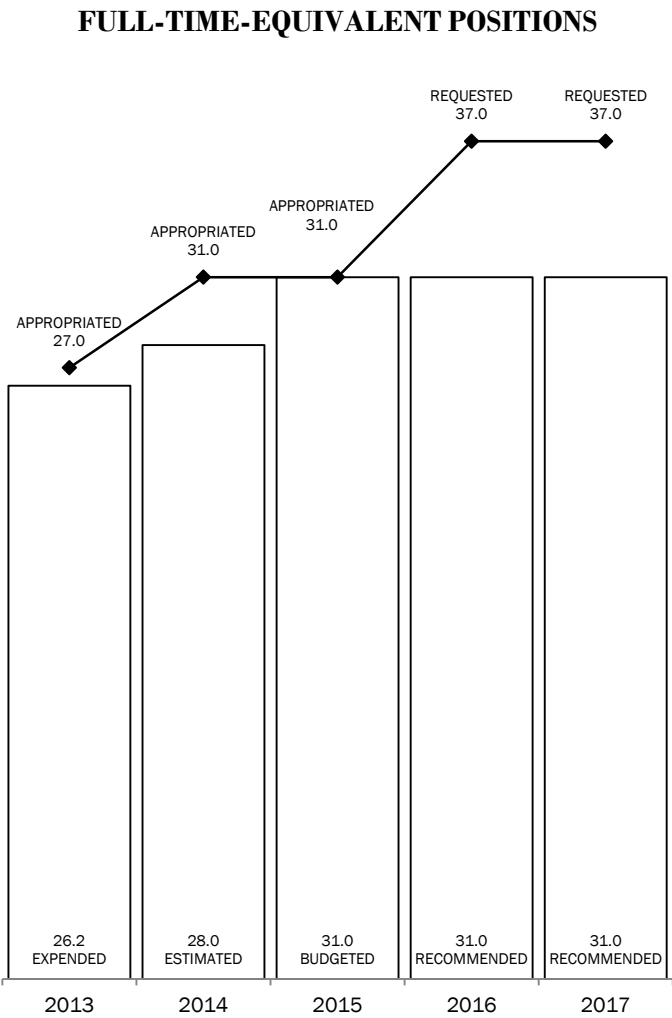 FULL-TIME-EQUIVALENT POSITIONS
REQUESTED
37.0
REQUESTED
37.0
APPROPRIATED
31.0
APPROPRIATED
31.0
APPROPRIATED
27.0
26.2
EXPENDED
28.0
ESTIMATED
31.0
BUDGETED
31.0
RECOMMENDED
31.0
RECOMMENDED
2013
2014
2015
2016
2017